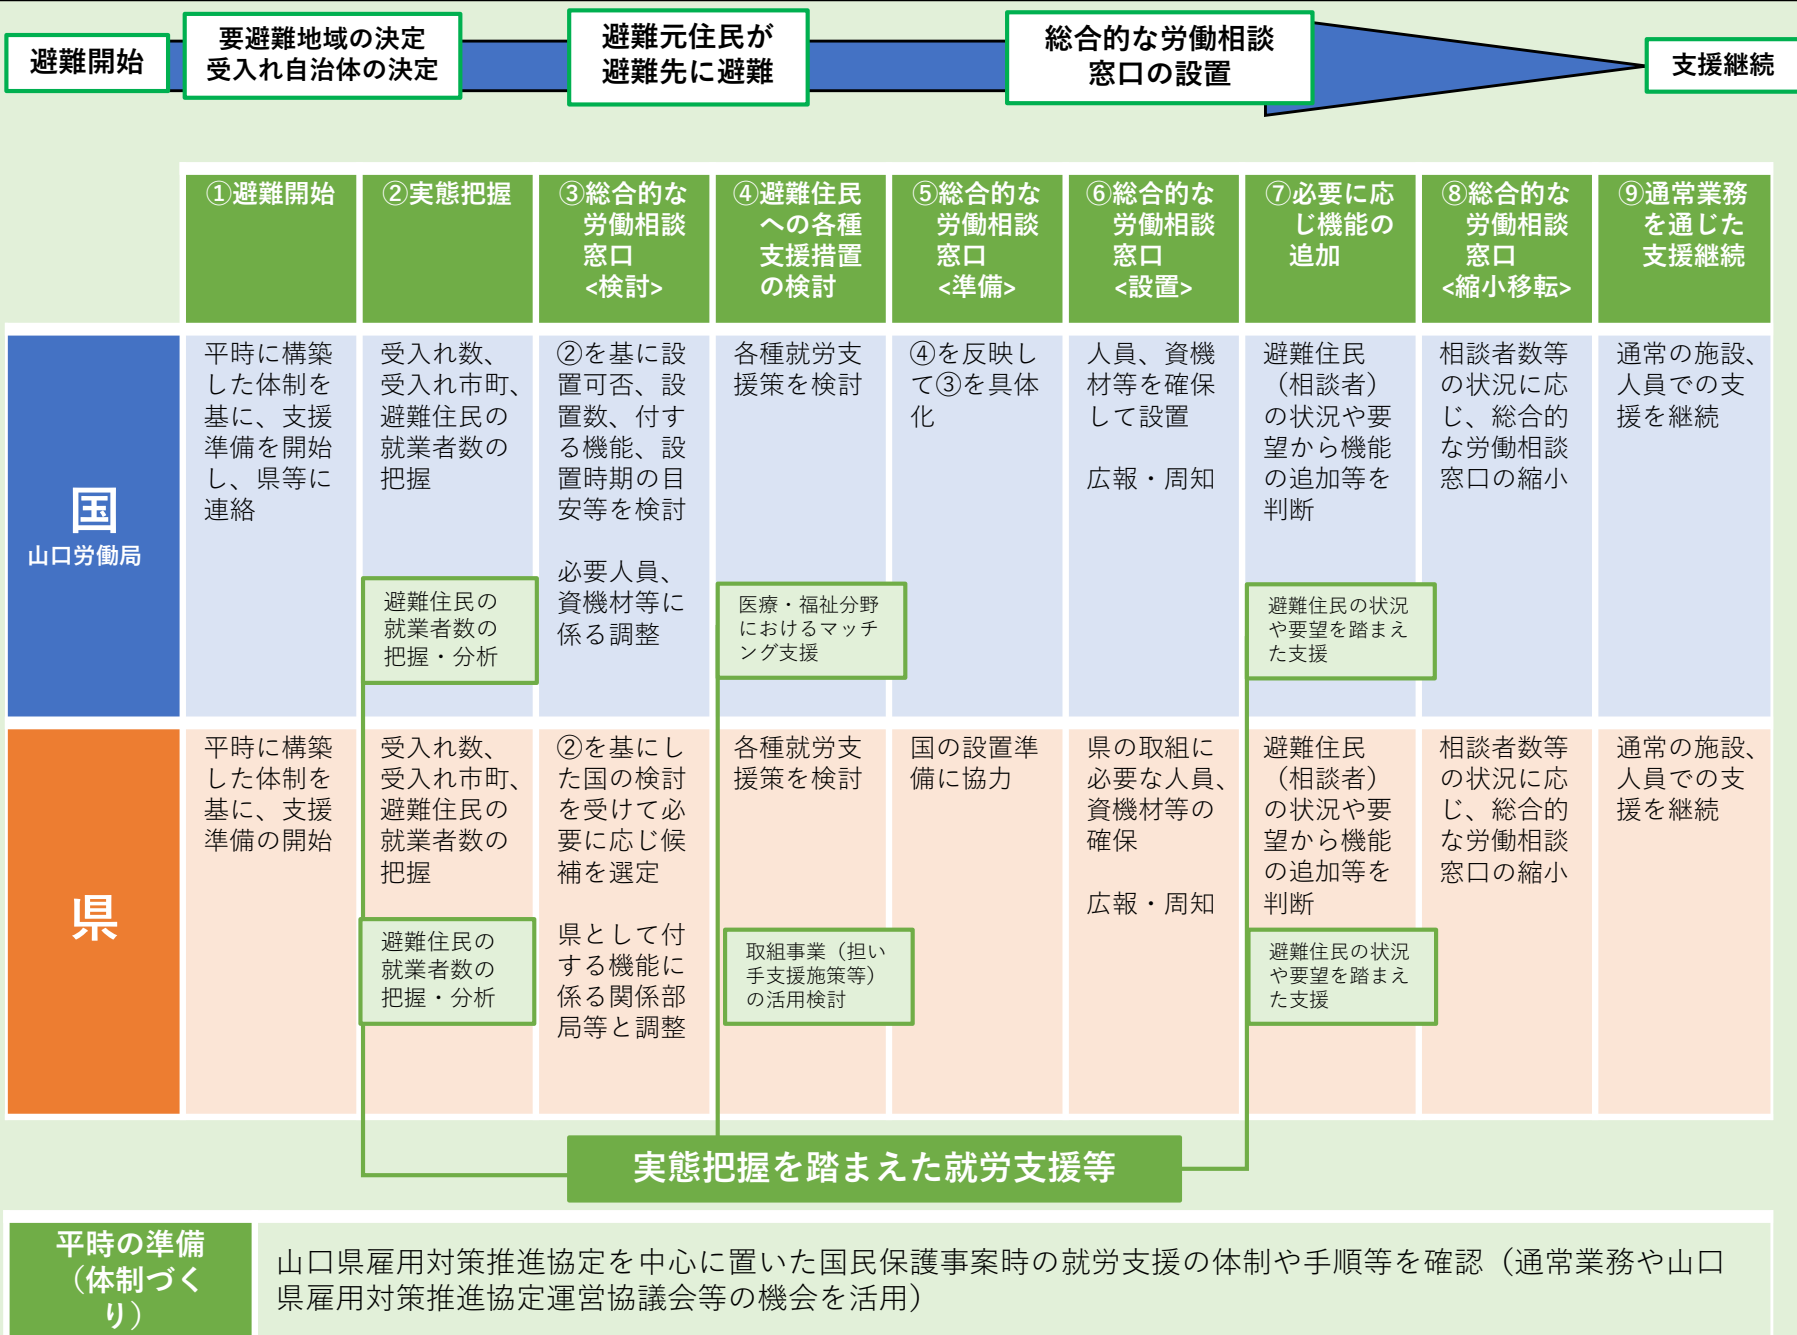 避難開始
要避難地域の決定
受入れ自治体の決定
避難元住民が
避難先に避難
総合的な労働相談
窓口の設置
支援継続
①避難開始
②実態把握
③総合的な
労働相談
窓口
<検討>
④避難住民
への各種
支援措置
の検討
⑤総合的な
労働相談
窓口
<準備>
⑥総合的な
労働相談
窓口
<設置>
⑦必要に応
じ機能の
追加
⑧総合的な
労働相談
窓口
<縮小移転>
⑨通常業務
を通じた
支援継続
国
山口労働局
平時に構築
した体制を
基に、支援
準備を開始
し、県等に
連絡
受入れ数、
受入れ市町、
避難住民の
就業者数の
把握
避難住民の
就業者数の
把握・分析
②を基に設
置可否、設
置数、付す
る機能、設
置時期の目
安等を検討
必要人員、
資機材等に
係る調整
各種就労支
援策を検討
医療・福祉分野
におけるマッチ
ング支援
④を反映し
て③を具体
化
人員、資機
材等を確保
して設置
広報・周知
避難住民
（相談者）
の状況や要
望から機能
の追加等を
判断
避難住民の状況
や要望を踏まえ
た支援
相談者数等
の状況に応
じ、総合的
な労働相談
窓口の縮小
通常の施設、
人員での支
援を継続
県
平時に構築
した体制を
基に、支援
準備の開始
受入れ数、
受入れ市町、
避難住民の
就業者数の
把握
避難住民の
就業者数の
把握・分析
②を基にし
た国の検討
を受けて必
要に応じ候
補を選定
県として付
する機能に
係る関係部
局等と調整
各種就労支
援策を検討
取組事業（担い
手支援施策等）
の活用検討
国の設置準
備に協力
県の取組に
必要な人員、
資機材等の
確保
広報・周知
避難住民
（相談者）
の状況や要
望から機能
の追加等を
判断
避難住民の状況
や要望を踏まえ
た支援
相談者数等
の状況に応
じ、総合的
な労働相談
窓口の縮小
通常の施設、
人員での支
援を継続
実態把握を踏まえた就労支援等
平時の準備
（体制づく
り）
山口県雇用対策推進協定を中心に置いた国民保護事案時の就労支援の体制や手順等を確認（通常業務や山口
県雇用対策推進協定運営協議会等の機会を活用）